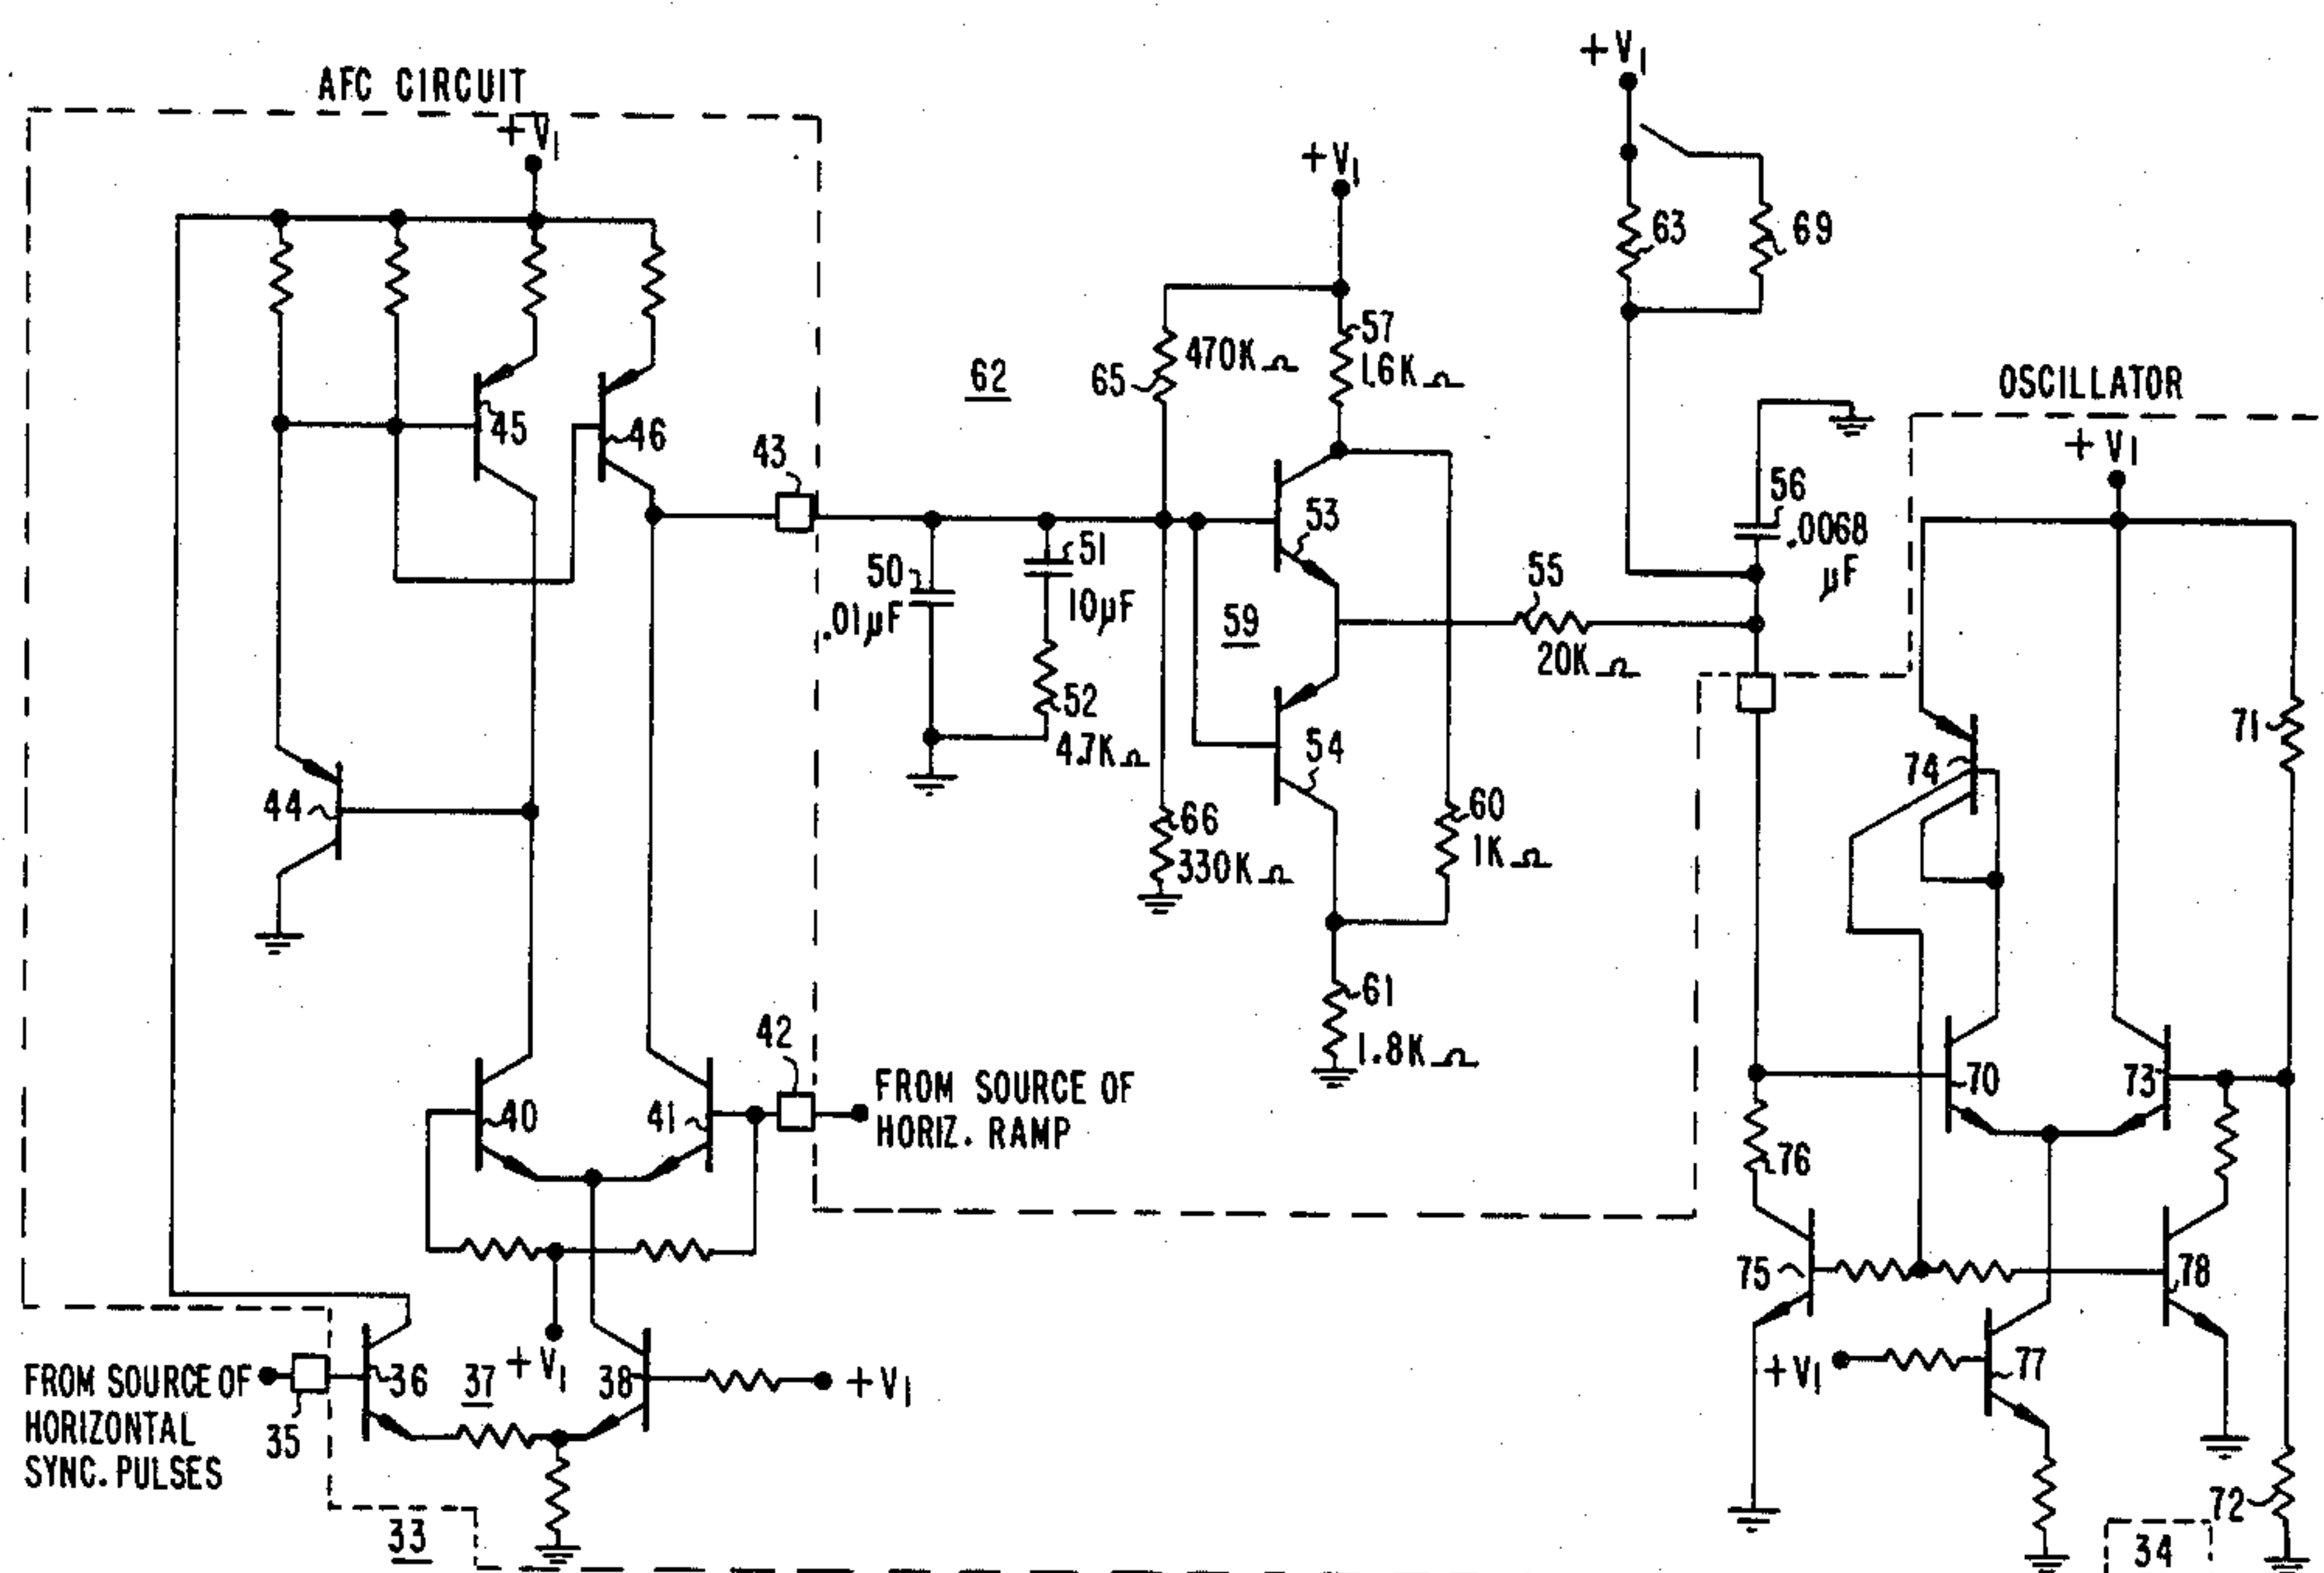 AFC CIRCUIT
+V1
+V1
+V1
OSCILLATOR
+V1
63
69
57
1.6K Ω
65
470K Ω
62
45
46
43
53
56
.0068
μF
50
.01μF
51
10μF
52
4.7K Ω
59
55
20K Ω
54
44
66
330K Ω
60
1K Ω
61
1.8K Ω
74
71
42
40
41
FROM SOURCE OF
HORIZ. RAMP
70
73
76
75
78
77
+V1
72
34
+V1
+V1
FROM SOURCE OF
HORIZONTAL
SYNC. PULSES
35
36
37
38
33